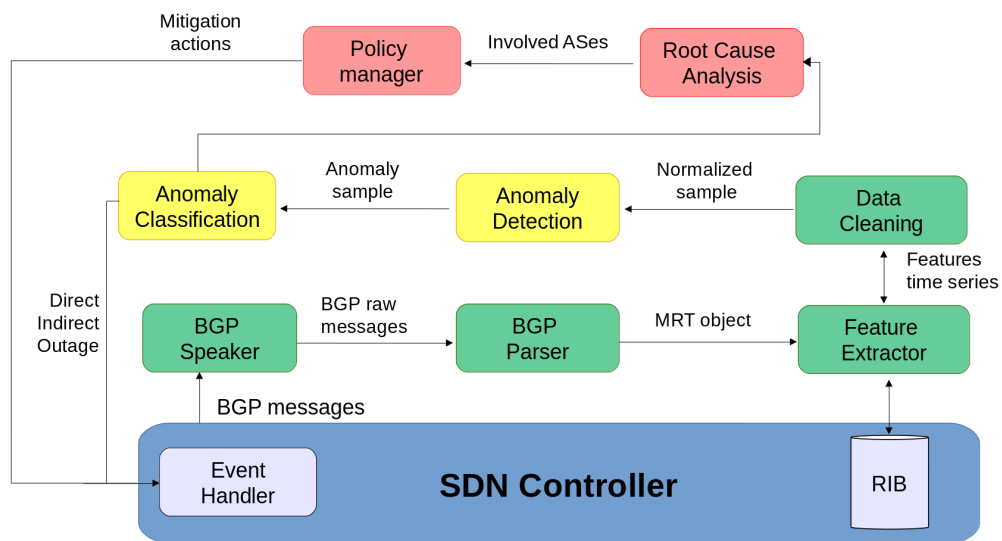 Mitigation
actions
Policy
manager
Involved ASes
Root Cause
Analysis
Anomaly
Classification
Anomaly
sample
Anomaly
Detection
Normalized
sample
Data
Cleaning
Features
time series
Direct
Indirect
Outage
BGP
Speaker
BGP raw
messages
BGP
Parser
MRT object
Feature
Extractor
BGP messages
Event
Handler
SDN Controller
RIB